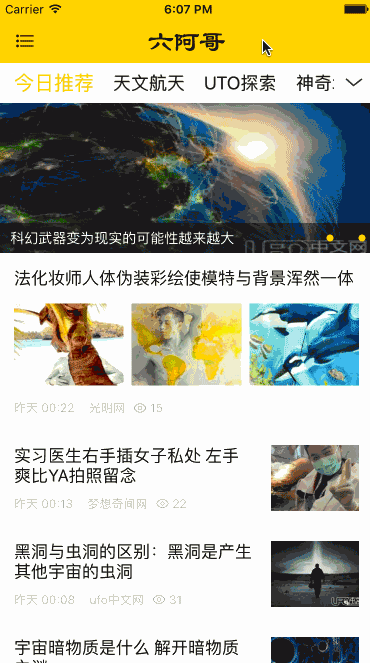 Carrier 6:07 PM
六阿哥
今日推荐 天文航天 UTO探索 神奇
科幻武器变为现实的可能性越来越大
法化妆师人体伪装彩绘使模特与背景浑然一体
昨天 00:22 光明网 15
实习医生右手插女子私处 左手
爽比YA拍照留念
昨天 00:13 梦想奇闻网 22
黑洞与虫洞的区别：黑洞是产生
其他宇宙的虫洞
昨天 00:08 ufo中文网 31
宇宙暗物质是什么 解开暗物质